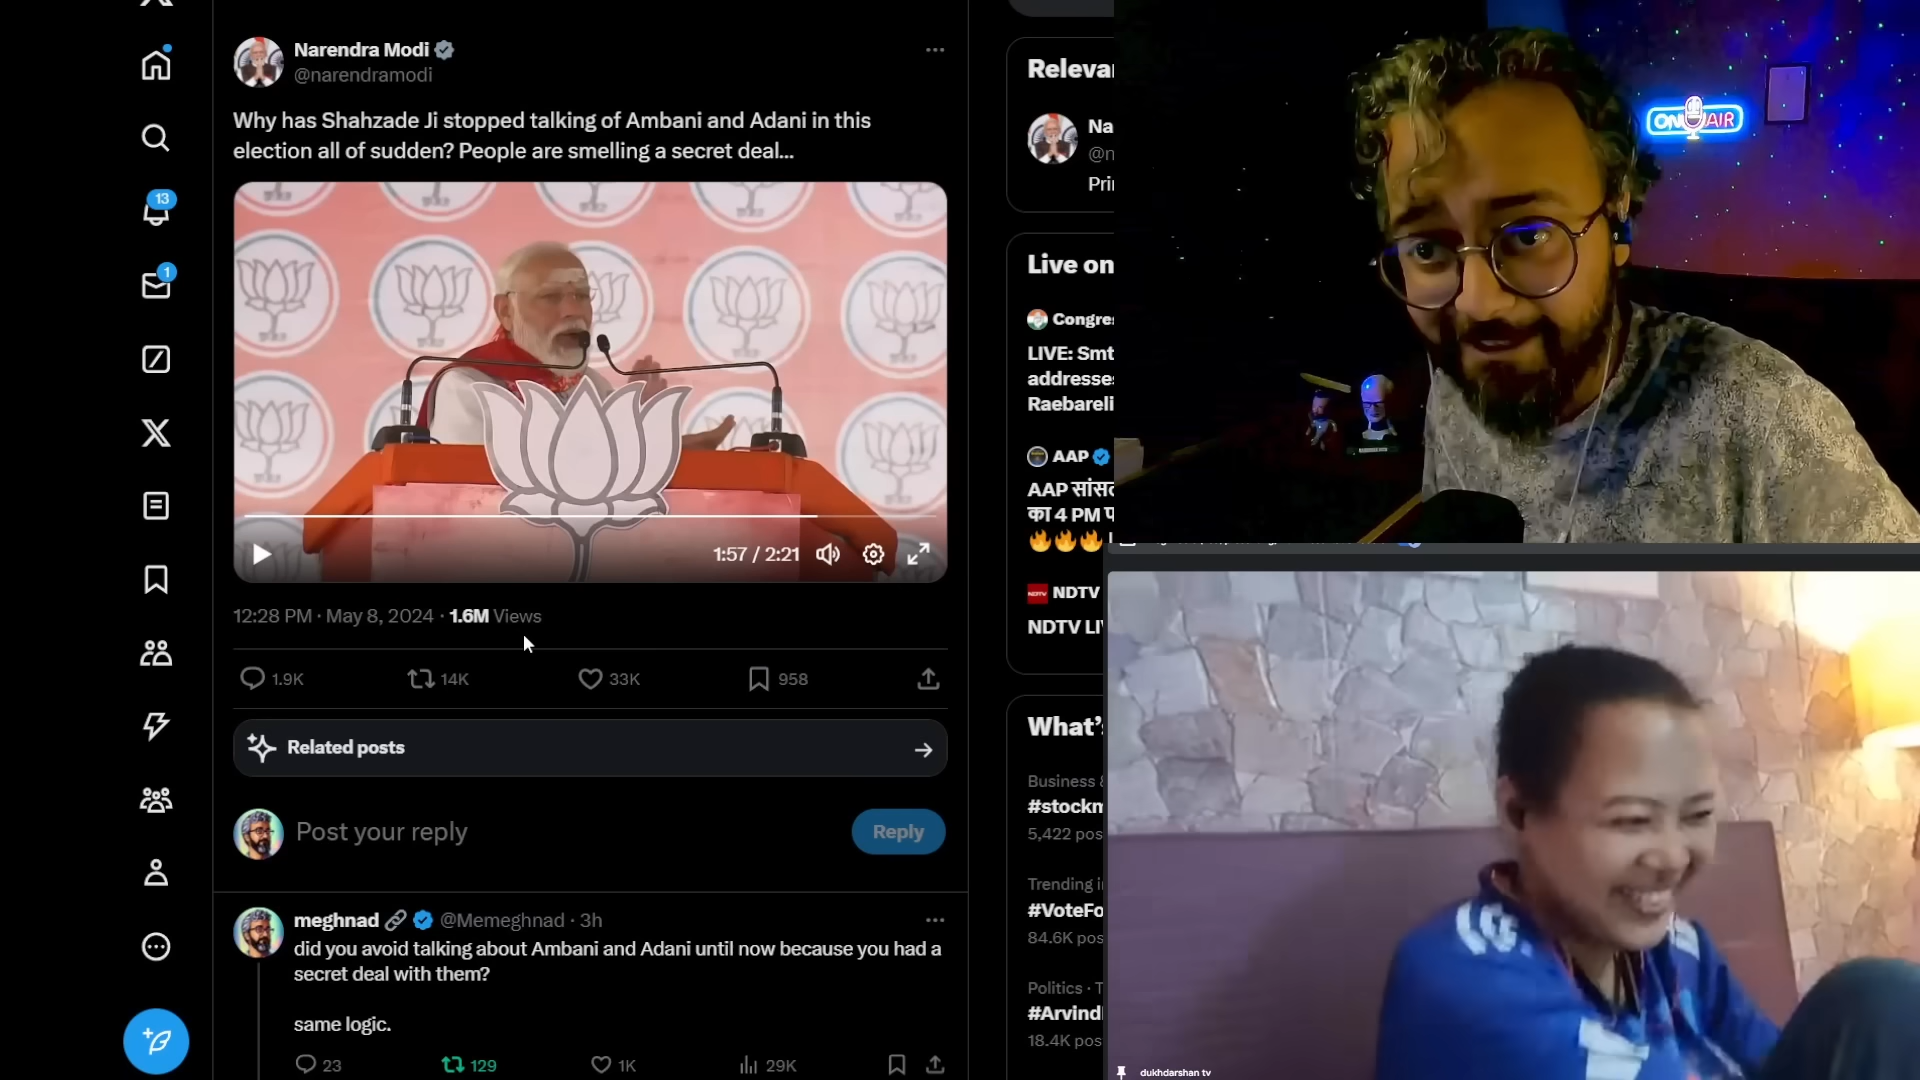 Narendra Modi
@narendramodi
Why has Shahzade Ji stopped talking of Ambani and Adani in this
election all of sudden? People are smelling a secret deal...
1:57 / 2:21
12:28 PM · May 8, 2024 · 1.6M Views
1.9K
14K
33K
958
Related posts
Post your reply
Reply
meghnad
@Memeghnad · 3h
did you avoid talking about Ambani and Adani until now because you had a
secret deal with them?
same logic.
23
129
1K
29K
13
1
Releva
Na
@n
Pri
Live on
Congre
LIVE: Smt
addresse
Raebareli
AAP
AAP सांस
का 4 PM
NDTV
NDTV LI
What's
Business &
#stockm
5,422 pos
Trending i
#VoteFo
84.6K pos
Politics · T
#Arvind
18.4K pos
ON AIR
dukhdarshan tv